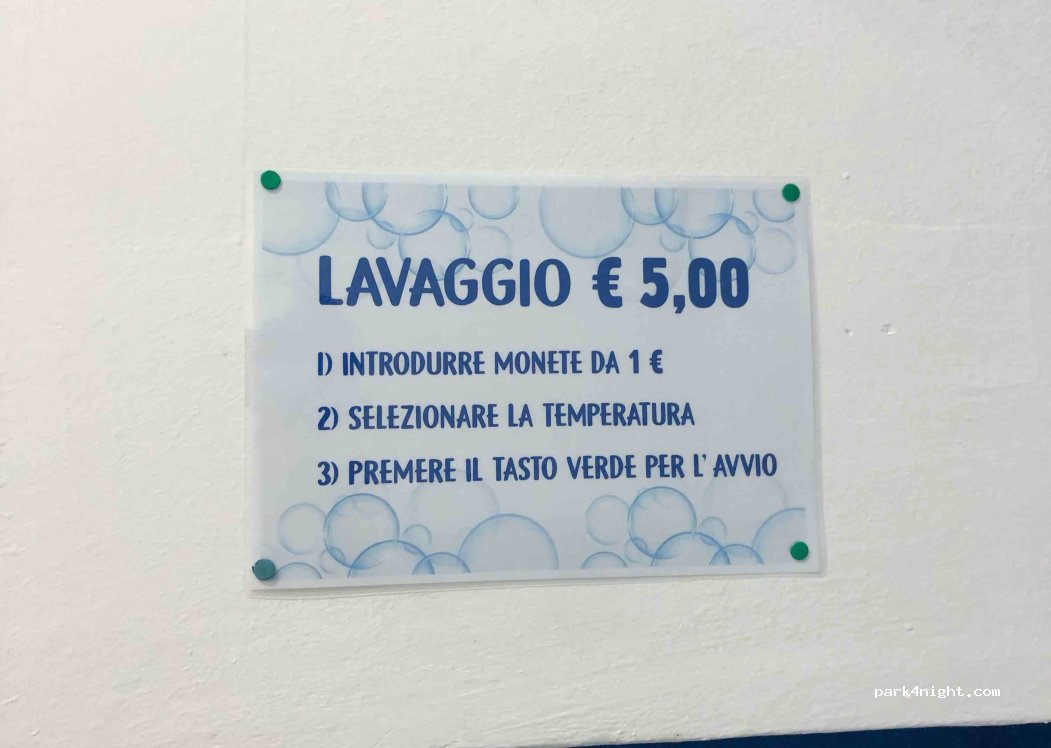 LAVAGGIO € 5,00
1) INTRODURRE MONETE DA 1 €
2) SELEZIONARE LA TEMPERATURA
3) PREMERE IL TASTO VERDE PER L' AVVIO
park4night.com